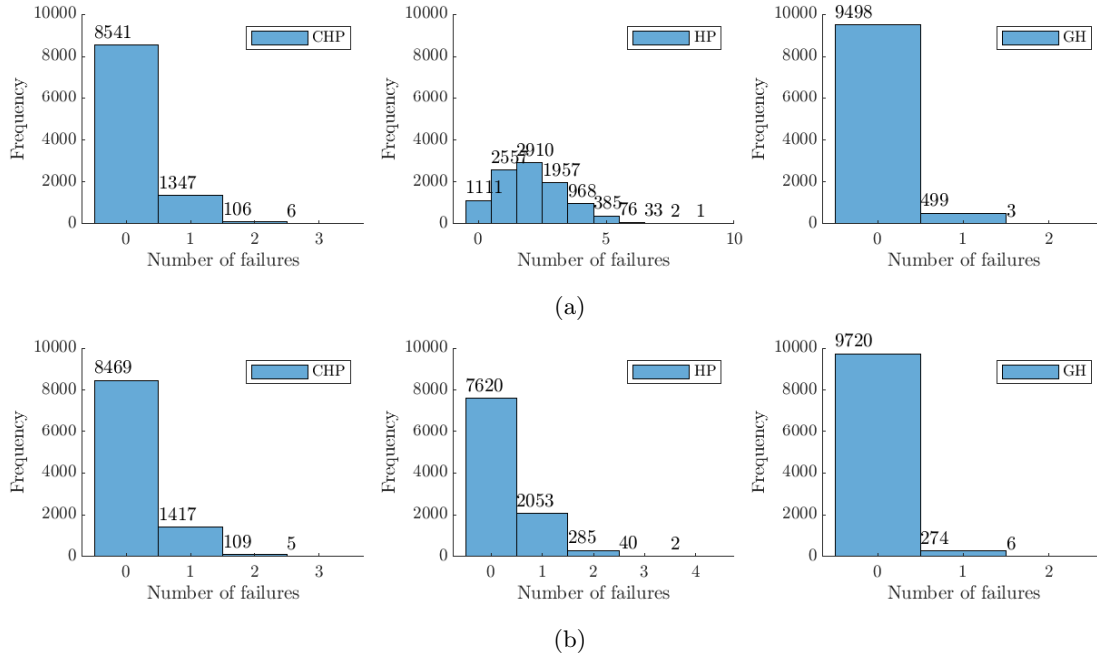 10000
8000
6000
4000
2000
0
Frequency
8541
1347
106
6
CHP
0 1 2 3
Number of failures
10000
8000
6000
4000
2000
0
Frequency
1111
2557
2910
1957
968
385
76
33
2
1
HP
0 5 10
Number of failures
10000
8000
6000
4000
2000
0
Frequency
9498
499
3
GH
0 1 2
Number of failures
(a)
10000
8000
6000
4000
2000
0
Frequency
8469
1417
109
5
CHP
0 1 2 3
Number of failures
10000
8000
6000
4000
2000
0
Frequency
7620
2053
285
40
2
HP
0 1 2 3 4
Number of failures
10000
8000
6000
4000
2000
0
Frequency
9720
274
6
GH
0 1 2
Number of failures
(b)